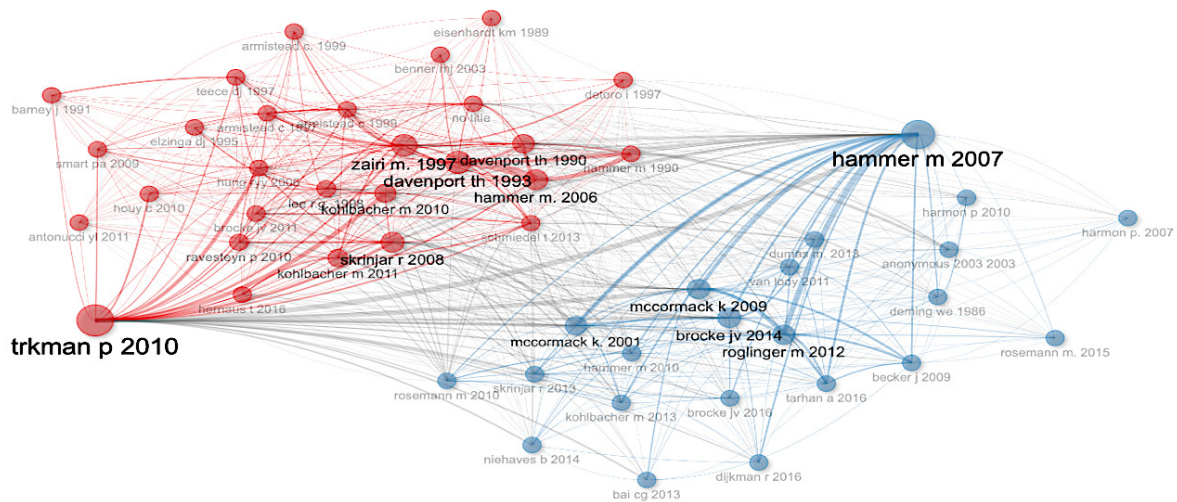 eisenhardt km 1989
armistead c. 1999
benner mj 2003
teece dj 1997
detoro i 1997
barney j 1991
armistead c 1999
no title
armistead c 1997
elzinga dj 1995
smart pa 2009
zairi m. 1997
davenport th 1990
hammer m 1990
hammer m 2007
davenport th 1993
hammer m. 2006
kohlbacher m 2010
houy c 2010
harmon p 2010
harmon p. 2007
antonucci yl 2011
brocke jv 2011
schmiedel t 2013
ravesteyn p 2010
skrinjar r 2008
kohlbacher m 2011
dumas m. 2013
anonymous 2003 2003
van looy 2011
hernaus t 2016
mccormack k 2009
deming we 1986
trkman p 2010
mccormack k. 2001
brocke jv 2014
roglinger m 2012
rosemann m. 2015
hammer m 2010
becker j 2009
rosemann m 2010
skrinjar r 2013
tarhan a 2016
kohlbacher m 2013
brocke jv 2016
niehaves b 2014
dijkman r 2016
bai cg 2013